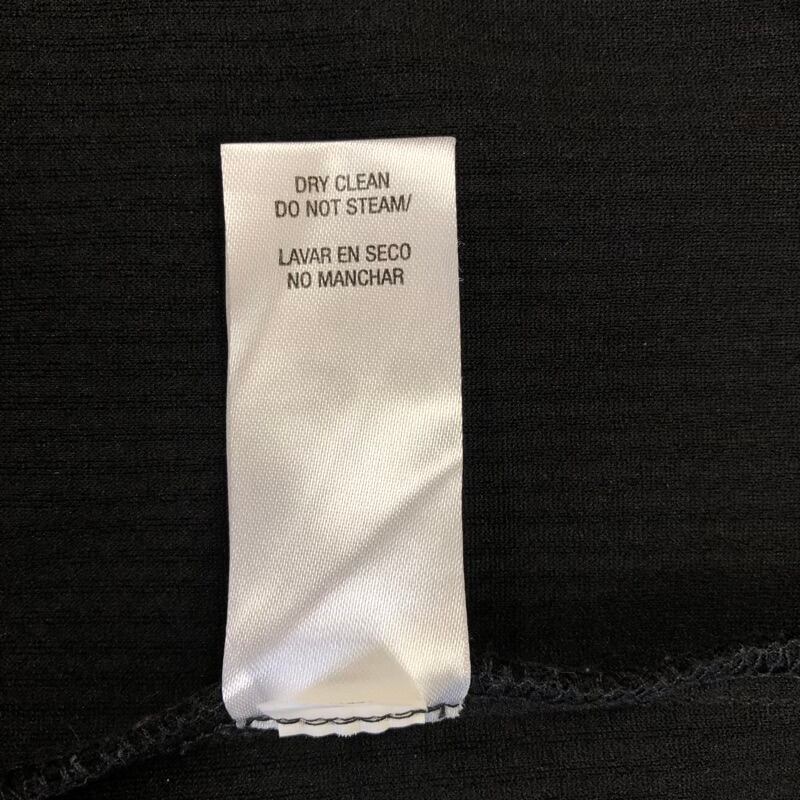 DRY CLEAN
DO NOT STEAM/
LAVAR EN SECO
NO MANCHAR